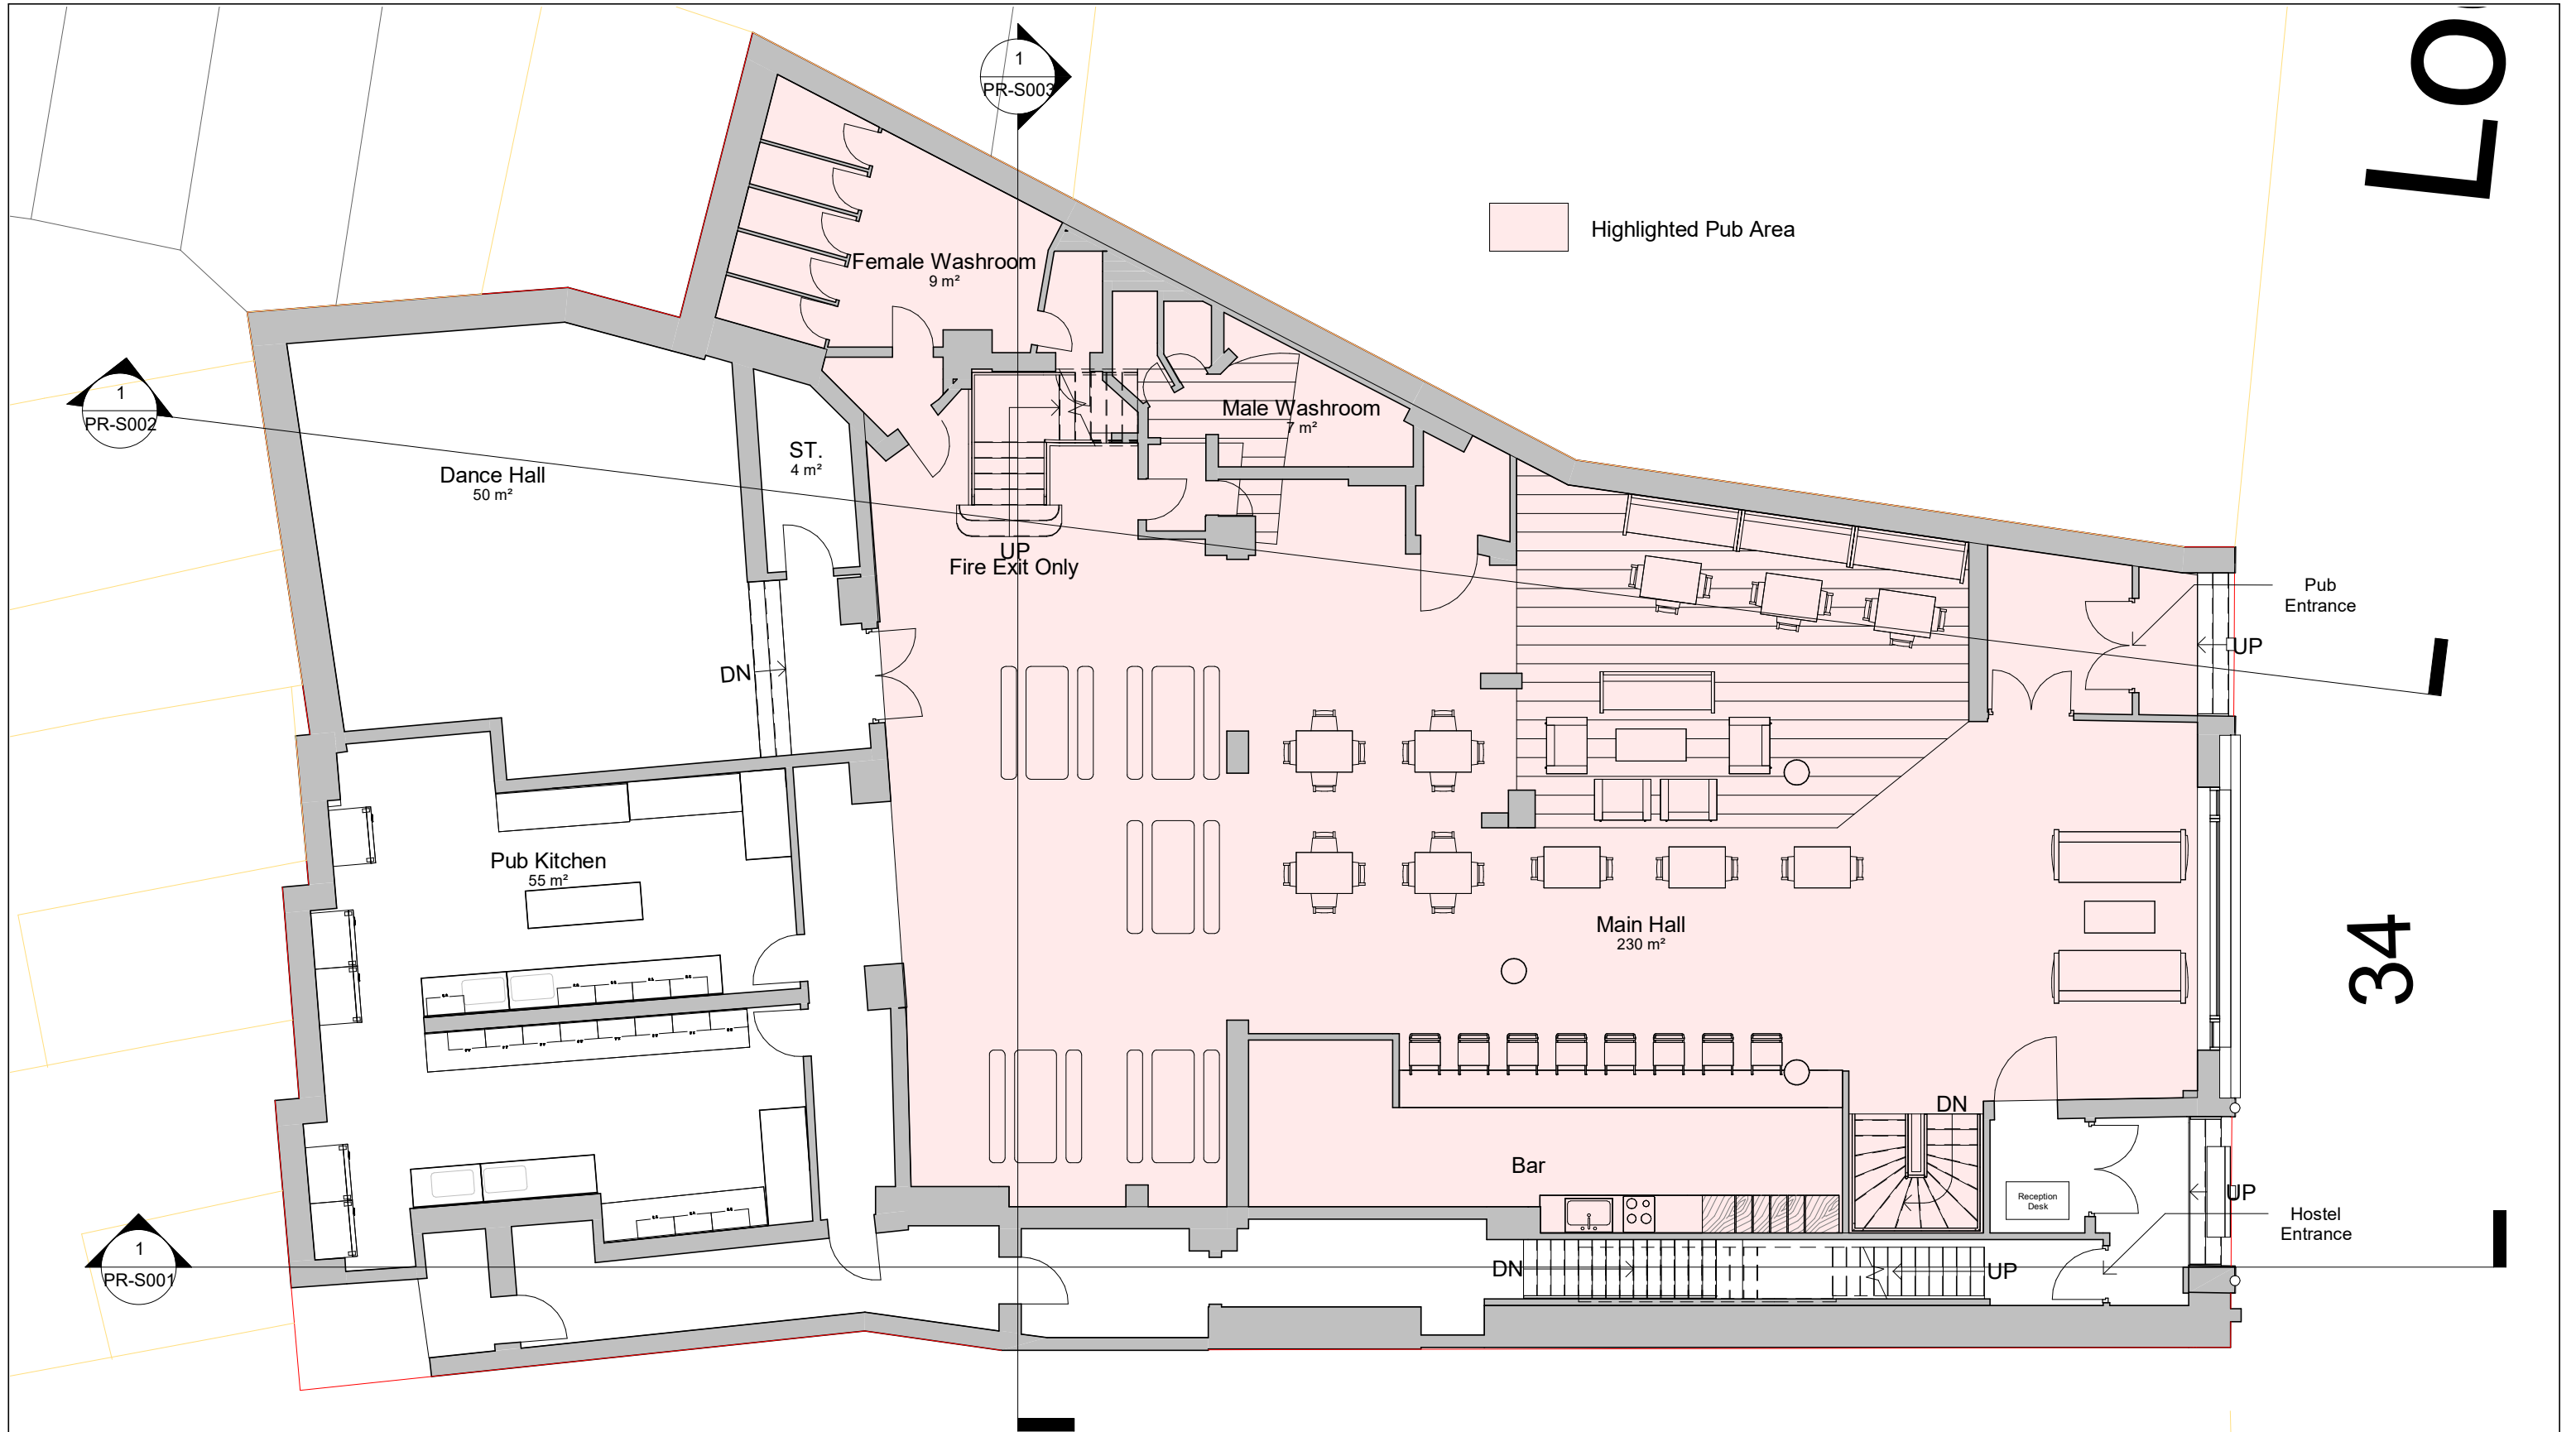 Lo
1
PR-S003
Highlighted Pub Area
Female Washroom
9 m²
1
PR-S002
Male Washroom
7 m²
ST.
4 m²
Dance Hall
50 m²
UP
Fire Exit Only
Pub
Entrance
UP
DN
Pub Kitchen
55 m²
Main Hall
230 m²
34
DN
Bar
Reception
Desk
UP
Hostel
Entrance
1
PR-S001
DN
UP